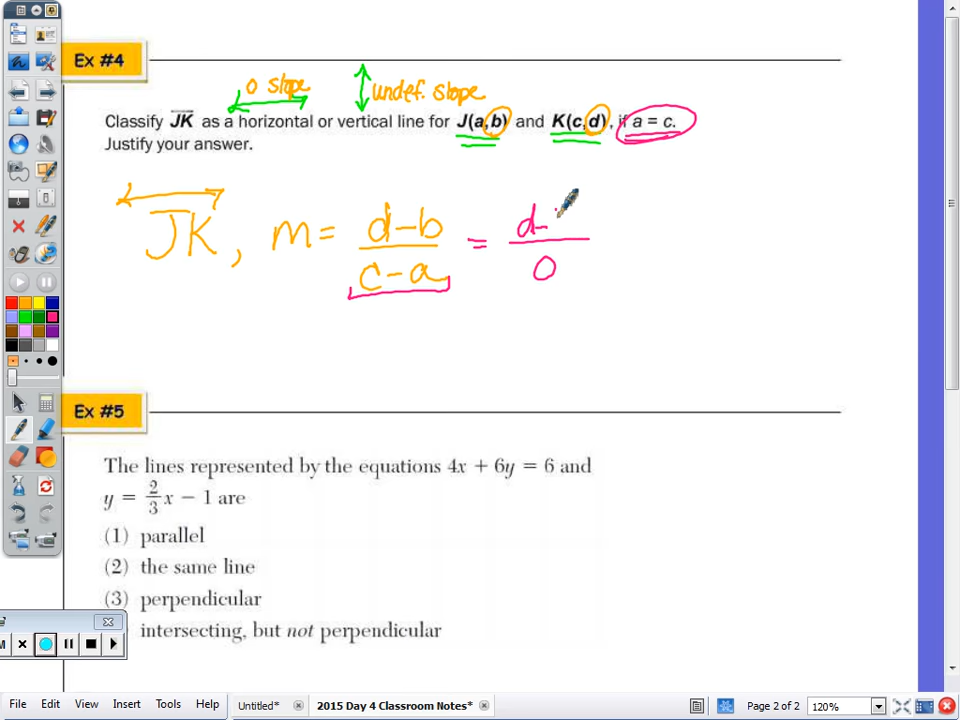 Ex #4
0 slope
undef. slope
Classify JK as a horizontal or vertical line for J(a,b) and K(c,d), if a = c.
Justify your answer.
JK, m = d-b / c-a = d- / 0
Ex #5
The lines represented by the equations 4x + 6y = 6 and
y = 2/3 x − 1 are
(1) parallel
(2) the same line
(3) perpendicular
intersecting, but not perpendicular
File Edit View Insert Tools Help
Untitled*
2015 Day 4 Classroom Notes*
Page 2 of 2
120%